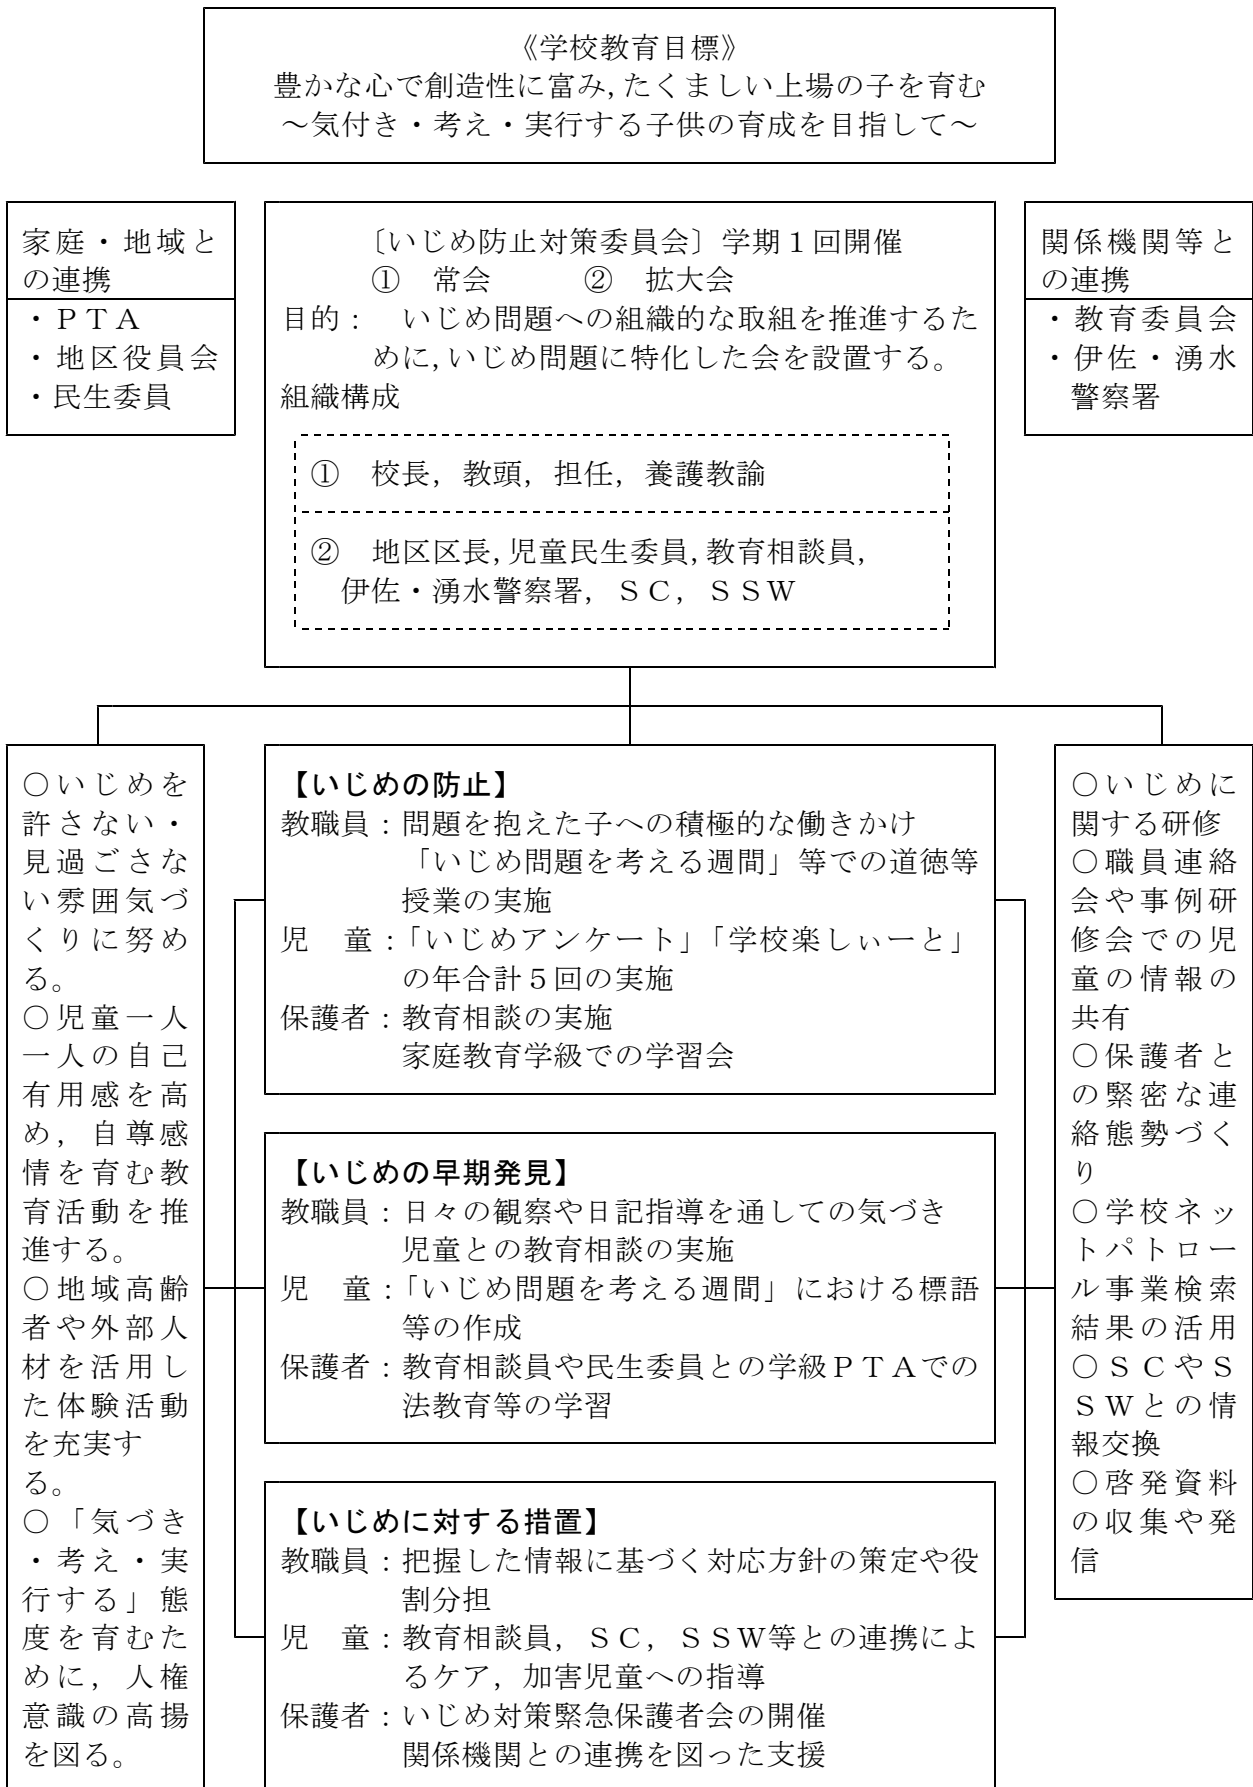 《学校教育目標》
豊かな心で創造性に富み,たくましい上場の子を育む
～気付き・考え・実行する子供の育成を目指して～
家庭・地域と
の連携
・ＰＴＡ
・地区役員会
・民生委員
〔いじめ防止対策委員会〕学期１回開催
①　常会　　　②　拡大会
目的：　いじめ問題への組織的な取組を推進するた
めに,いじめ問題に特化した会を設置する。
組織構成
①　校長，教頭，担任，養護教諭
②　地区区長,児童民生委員,教育相談員,
伊佐・湧水警察署，ＳＣ，ＳＳＷ
関係機関等と
の連携
・教育委員会
・伊佐・湧水
警察署
○いじめを
許さない・
見過ごさな
い雰囲気づ
くりに努め
る。
○児童一人
一人の自己
有用感を高
め，自尊感
情を育む教
育活動を推
進する。
○地域高齢
者や外部人
材を活用し
た体験活動
を充実す
る。
○「気づき
・考え・実
行する」態
度を育むた
めに，人権
意識の高揚
を図る。
【いじめの防止】
教職員：問題を抱えた子への積極的な働きかけ
「いじめ問題を考える週間」等での道徳等
授業の実施
児　童：「いじめアンケート」「学校楽しぃーと」
の年合計５回の実施
保護者：教育相談の実施
家庭教育学級での学習会
【いじめの早期発見】
教職員：日々の観察や日記指導を通しての気づき
児童との教育相談の実施
児　童：「いじめ問題を考える週間」における標語
等の作成
保護者：教育相談員や民生委員との学級ＰＴＡでの
法教育等の学習
【いじめに対する措置】
教職員：把握した情報に基づく対応方針の策定や役
割分担
児　童：教育相談員，ＳＣ，ＳＳＷ等との連携によ
るケア，加害児童への指導
保護者：いじめ対策緊急保護者会の開催
関係機関との連携を図った支援
○いじめに
関する研修
○職員連絡
会や事例研
修会での児
童の情報の
共有
○保護者と
の緊密な連
絡態勢づく
り
○学校ネッ
トパトロー
ル事業検索
結果の活用
○ＳＣやＳ
ＳＷとの情
報交換
○啓発資料
の収集や発
信